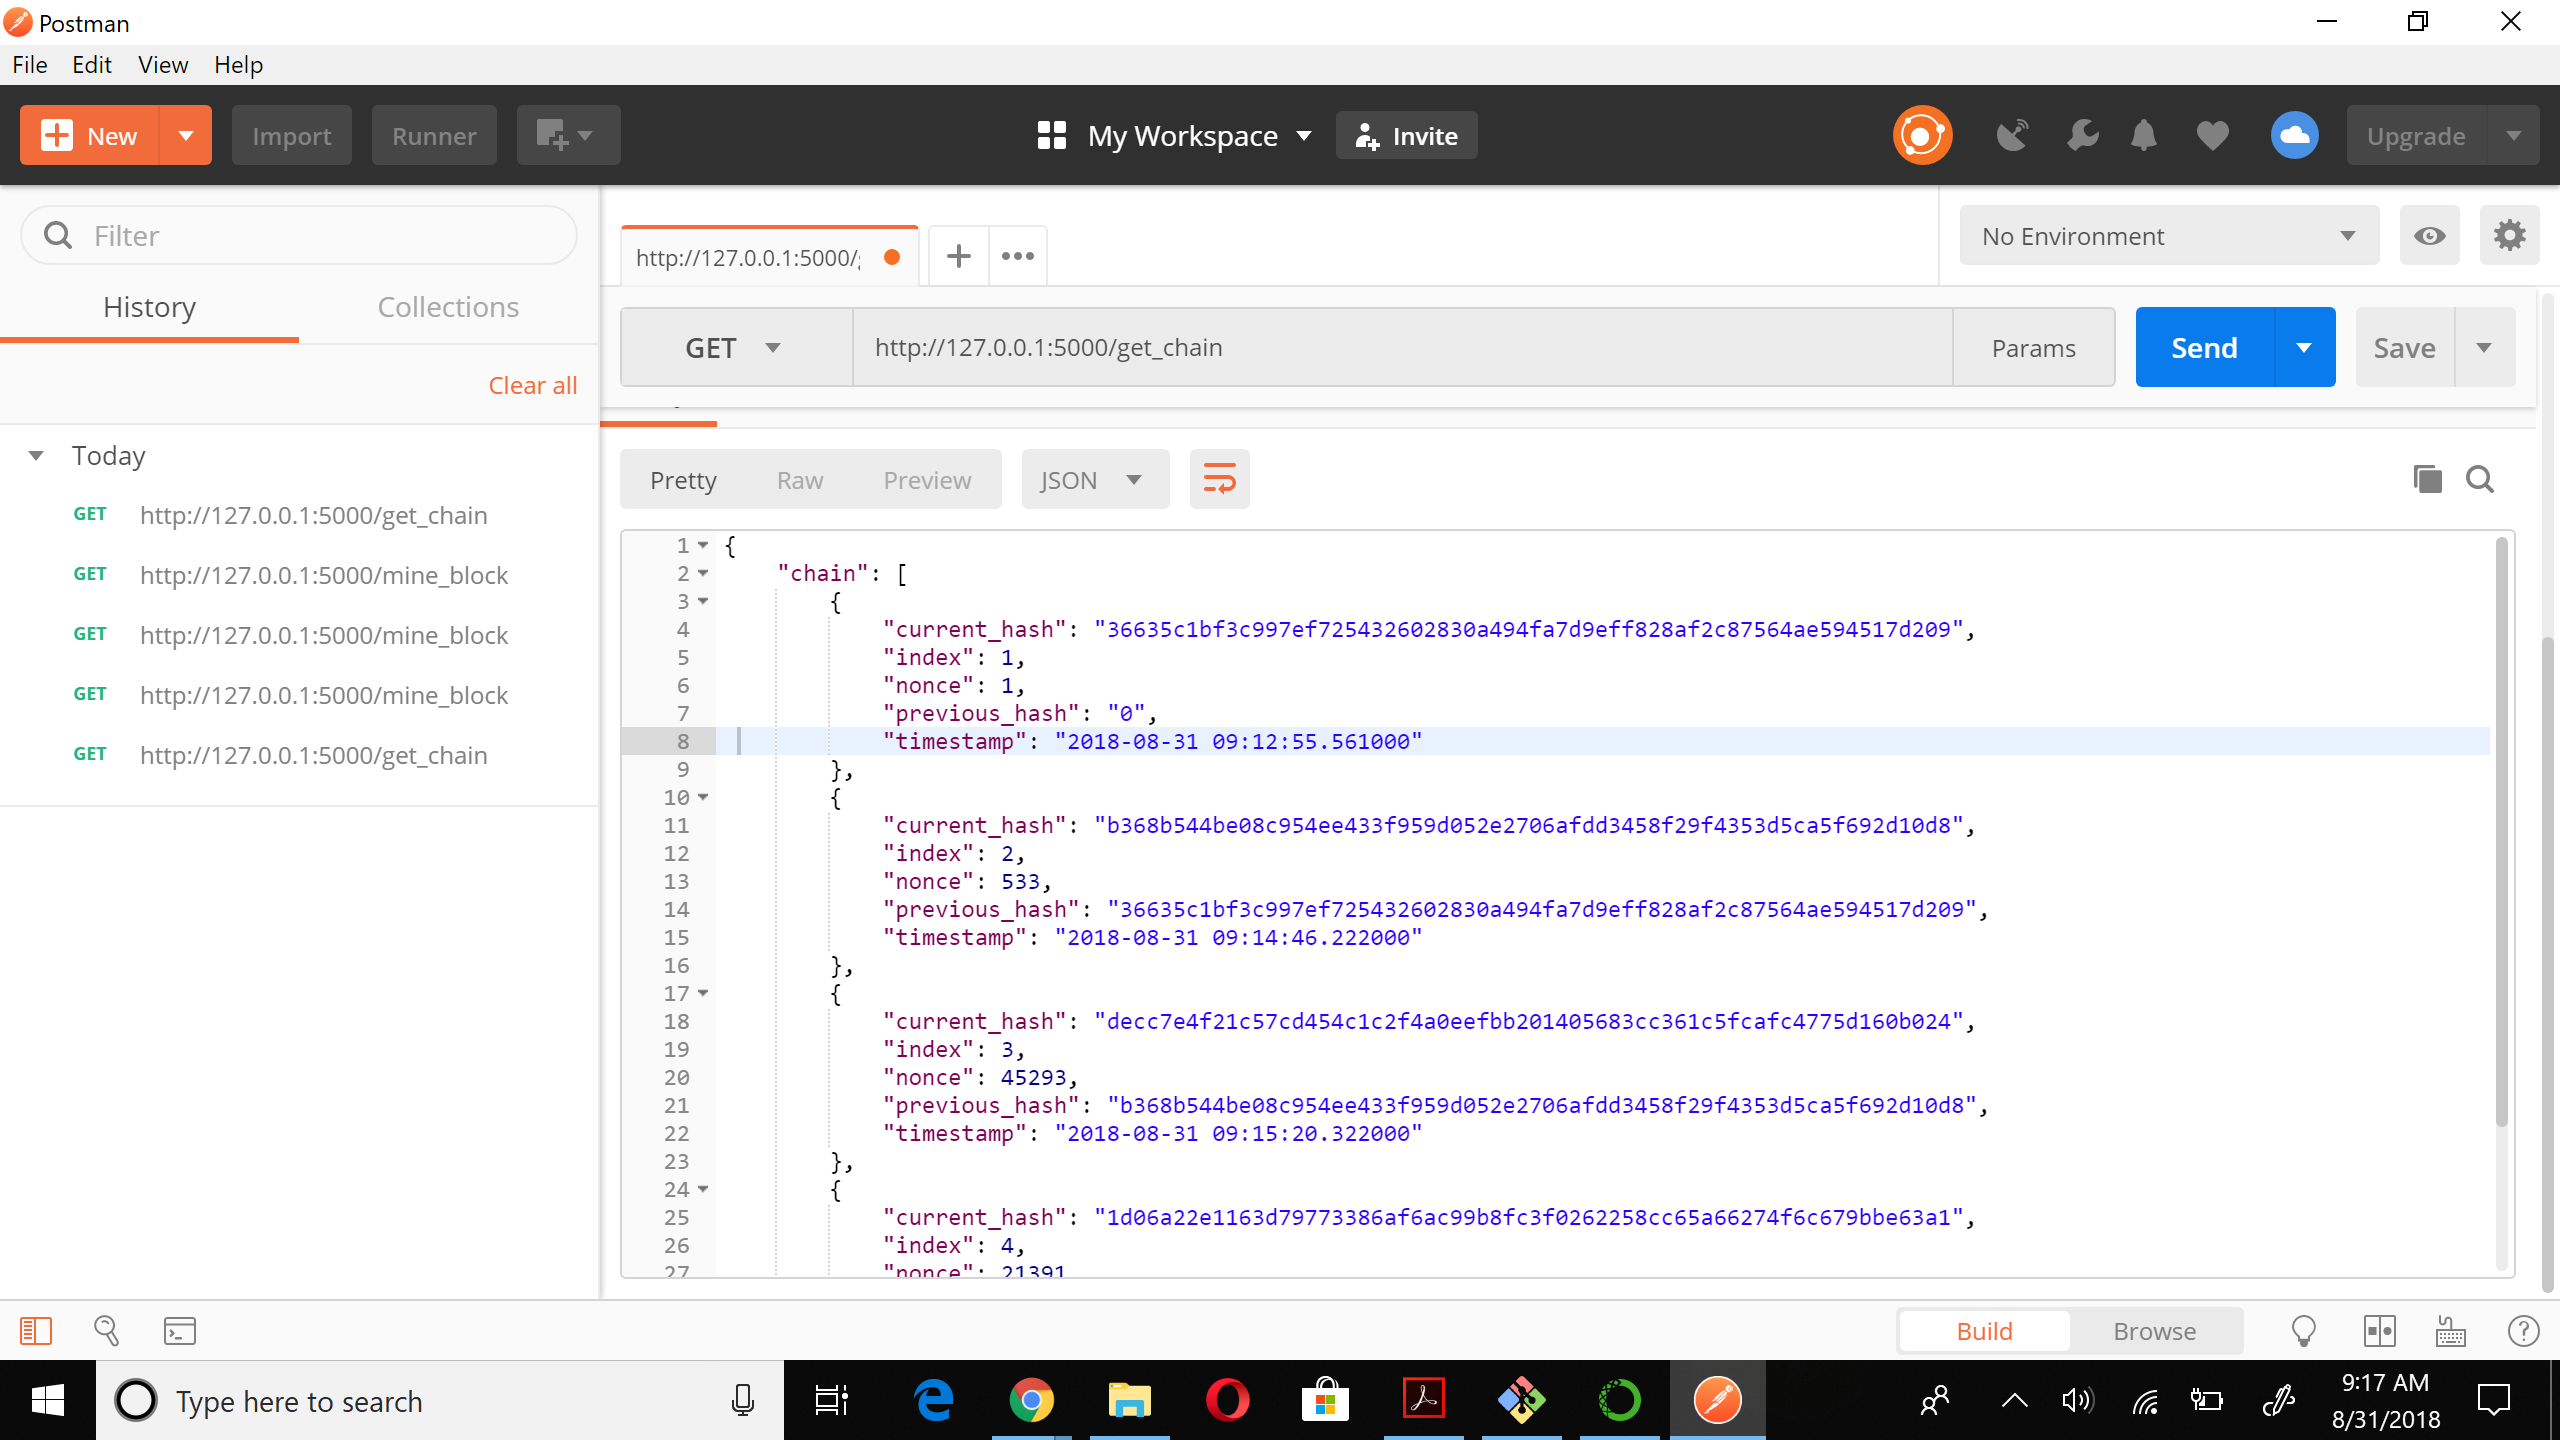 Postman
File Edit View Help
New Import Runner My Workspace Invite Upgrade
Filter
History Collections
Clear all
Today
GET http://127.0.0.1:5000/get_chain
GET http://127.0.0.1:5000/mine_block
GET http://127.0.0.1:5000/mine_block
GET http://127.0.0.1:5000/mine_block
GET http://127.0.0.1:5000/get_chain
http://127.0.0.1:5000/
No Environment
GET http://127.0.0.1:5000/get_chain Params Send Save
Pretty Raw Preview JSON
1 {
2 "chain": [
3 {
4 "current_hash": "36635c1bf3c997ef725432602830a494fa7d9eff828af2c87564ae594517d209",
5 "index": 1,
6 "nonce": 1,
7 "previous_hash": "0",
8 "timestamp": "2018-08-31 09:12:55.561000"
9 },
10 {
11 "current_hash": "b368b544be08c954ee433f959d052e2706afdd3458f29f4353d5ca5f692d10d8",
12 "index": 2,
13 "nonce": 533,
14 "previous_hash": "36635c1bf3c997ef725432602830a494fa7d9eff828af2c87564ae594517d209",
15 "timestamp": "2018-08-31 09:14:46.222000"
16 },
17 {
18 "current_hash": "decc7e4f21c57cd454c1c2f4a0eefbb201405683cc361c5fcafc4775d160b024",
19 "index": 3,
20 "nonce": 45293,
21 "previous_hash": "b368b544be08c954ee433f959d052e2706afdd3458f29f4353d5ca5f692d10d8",
22 "timestamp": "2018-08-31 09:15:20.322000"
23 },
24 {
25 "current_hash": "1d06a22e1163d79773386af6ac99b8fc3f0262258cc65a66274f6c679bbe63a1",
26 "index": 4,
27 "nonce": 21391
Build Browse
Type here to search
9:17 AM
8/31/2018